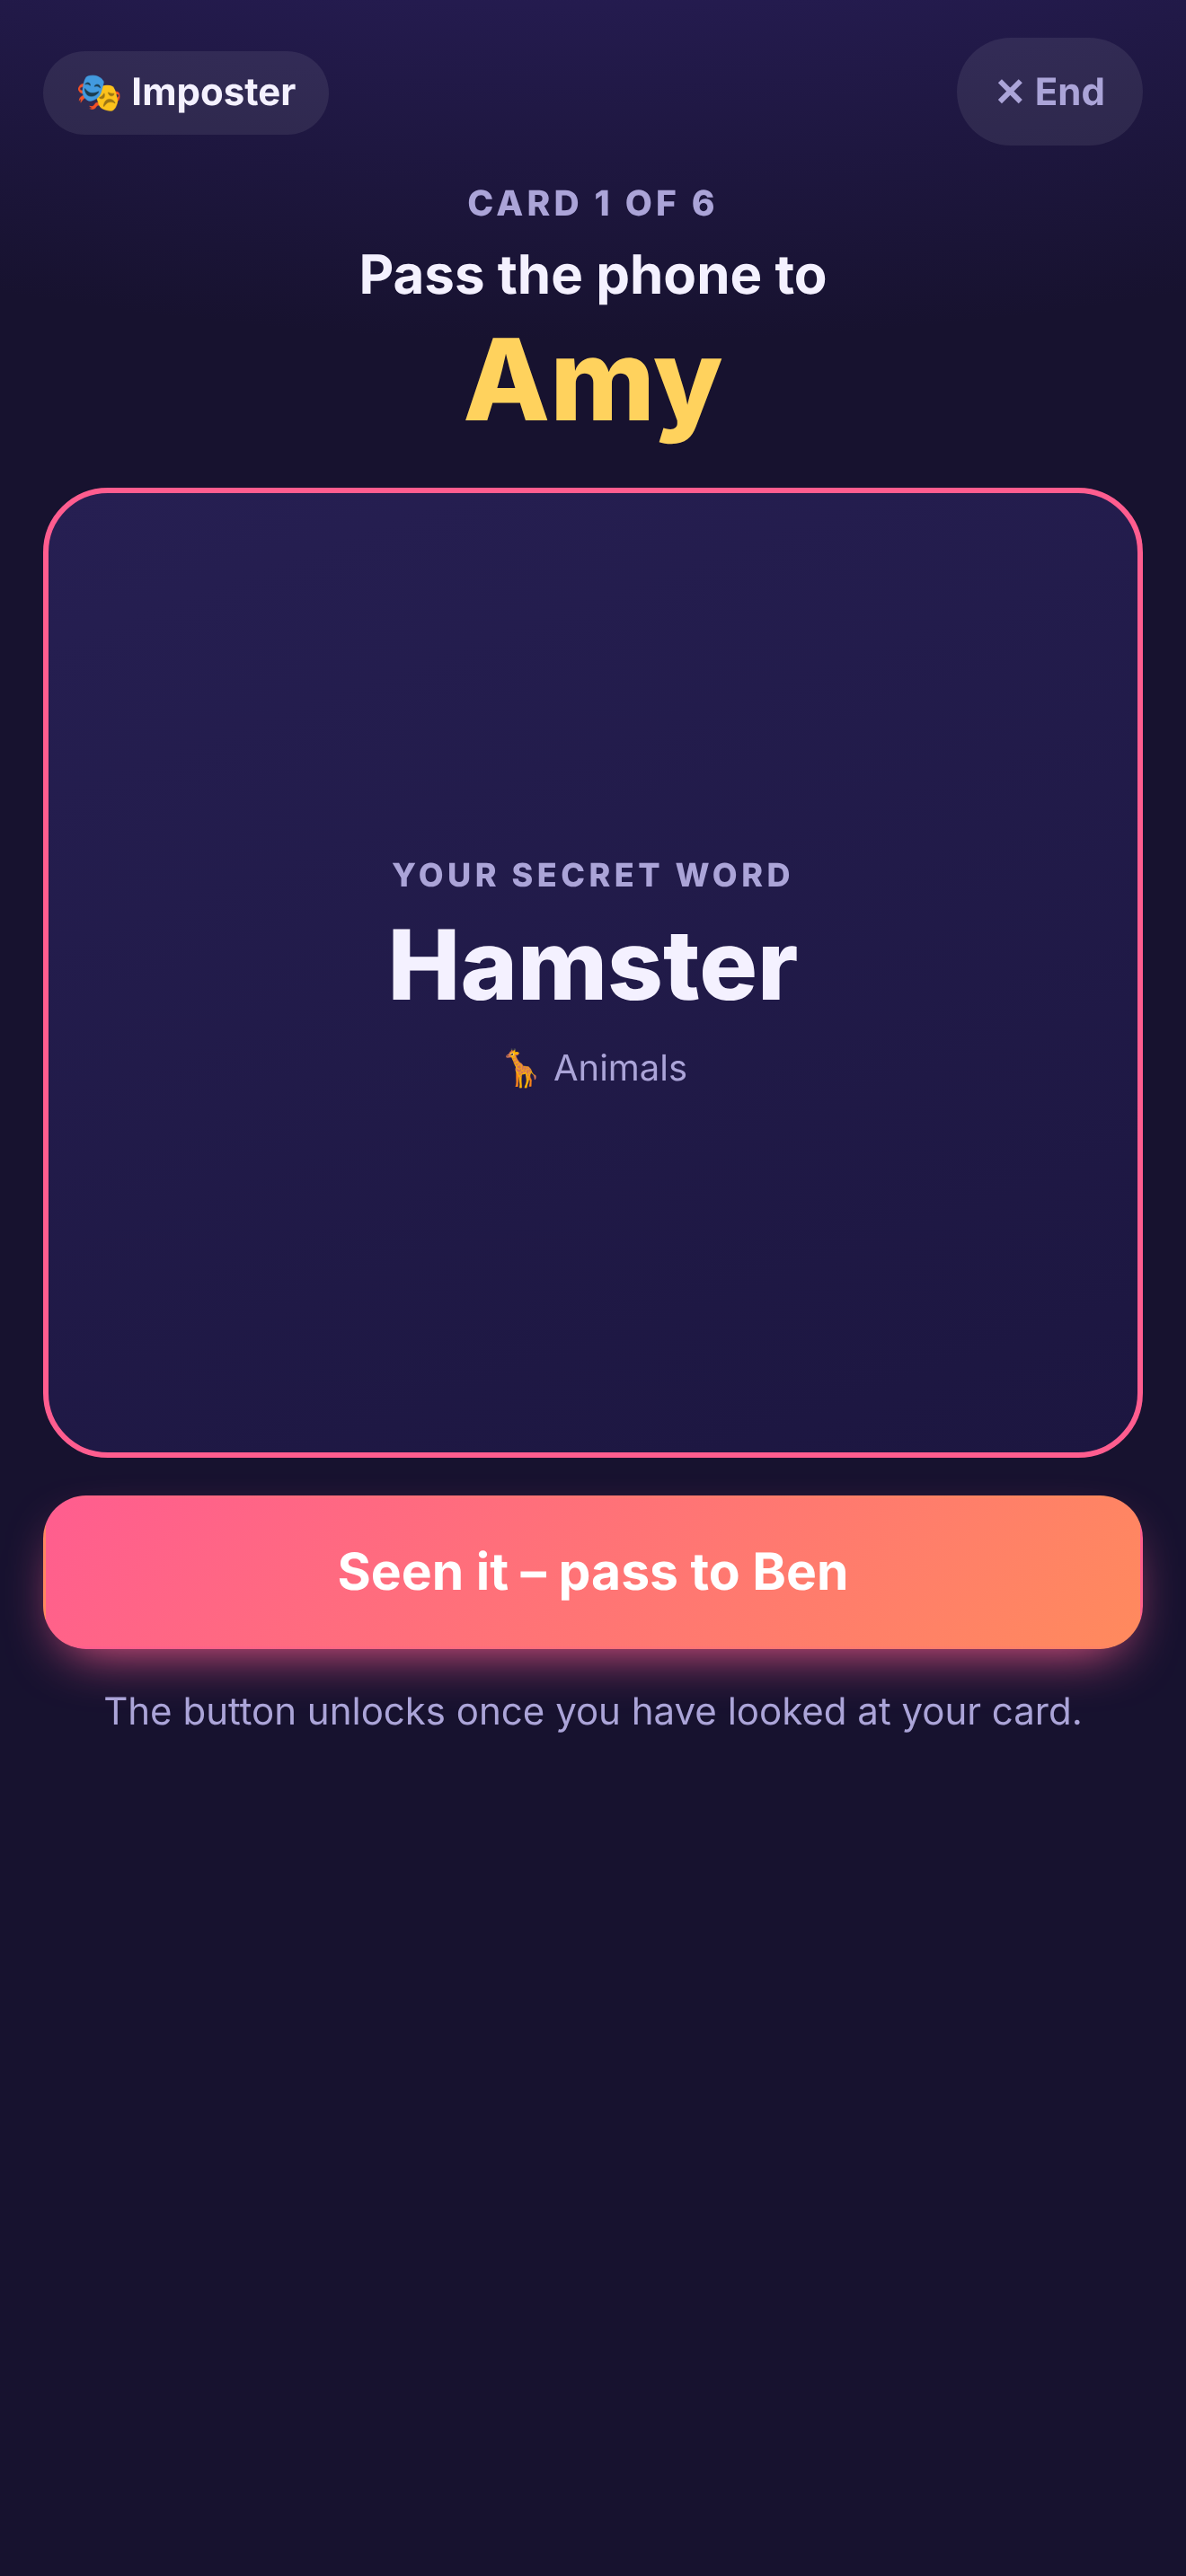 🎭 Imposter
✕ End
CARD 1 OF 6
Pass the phone to
Amy
YOUR SECRET WORD
Hamster
🦒 Animals
Seen it – pass to Ben
The button unlocks once you have looked at your card.